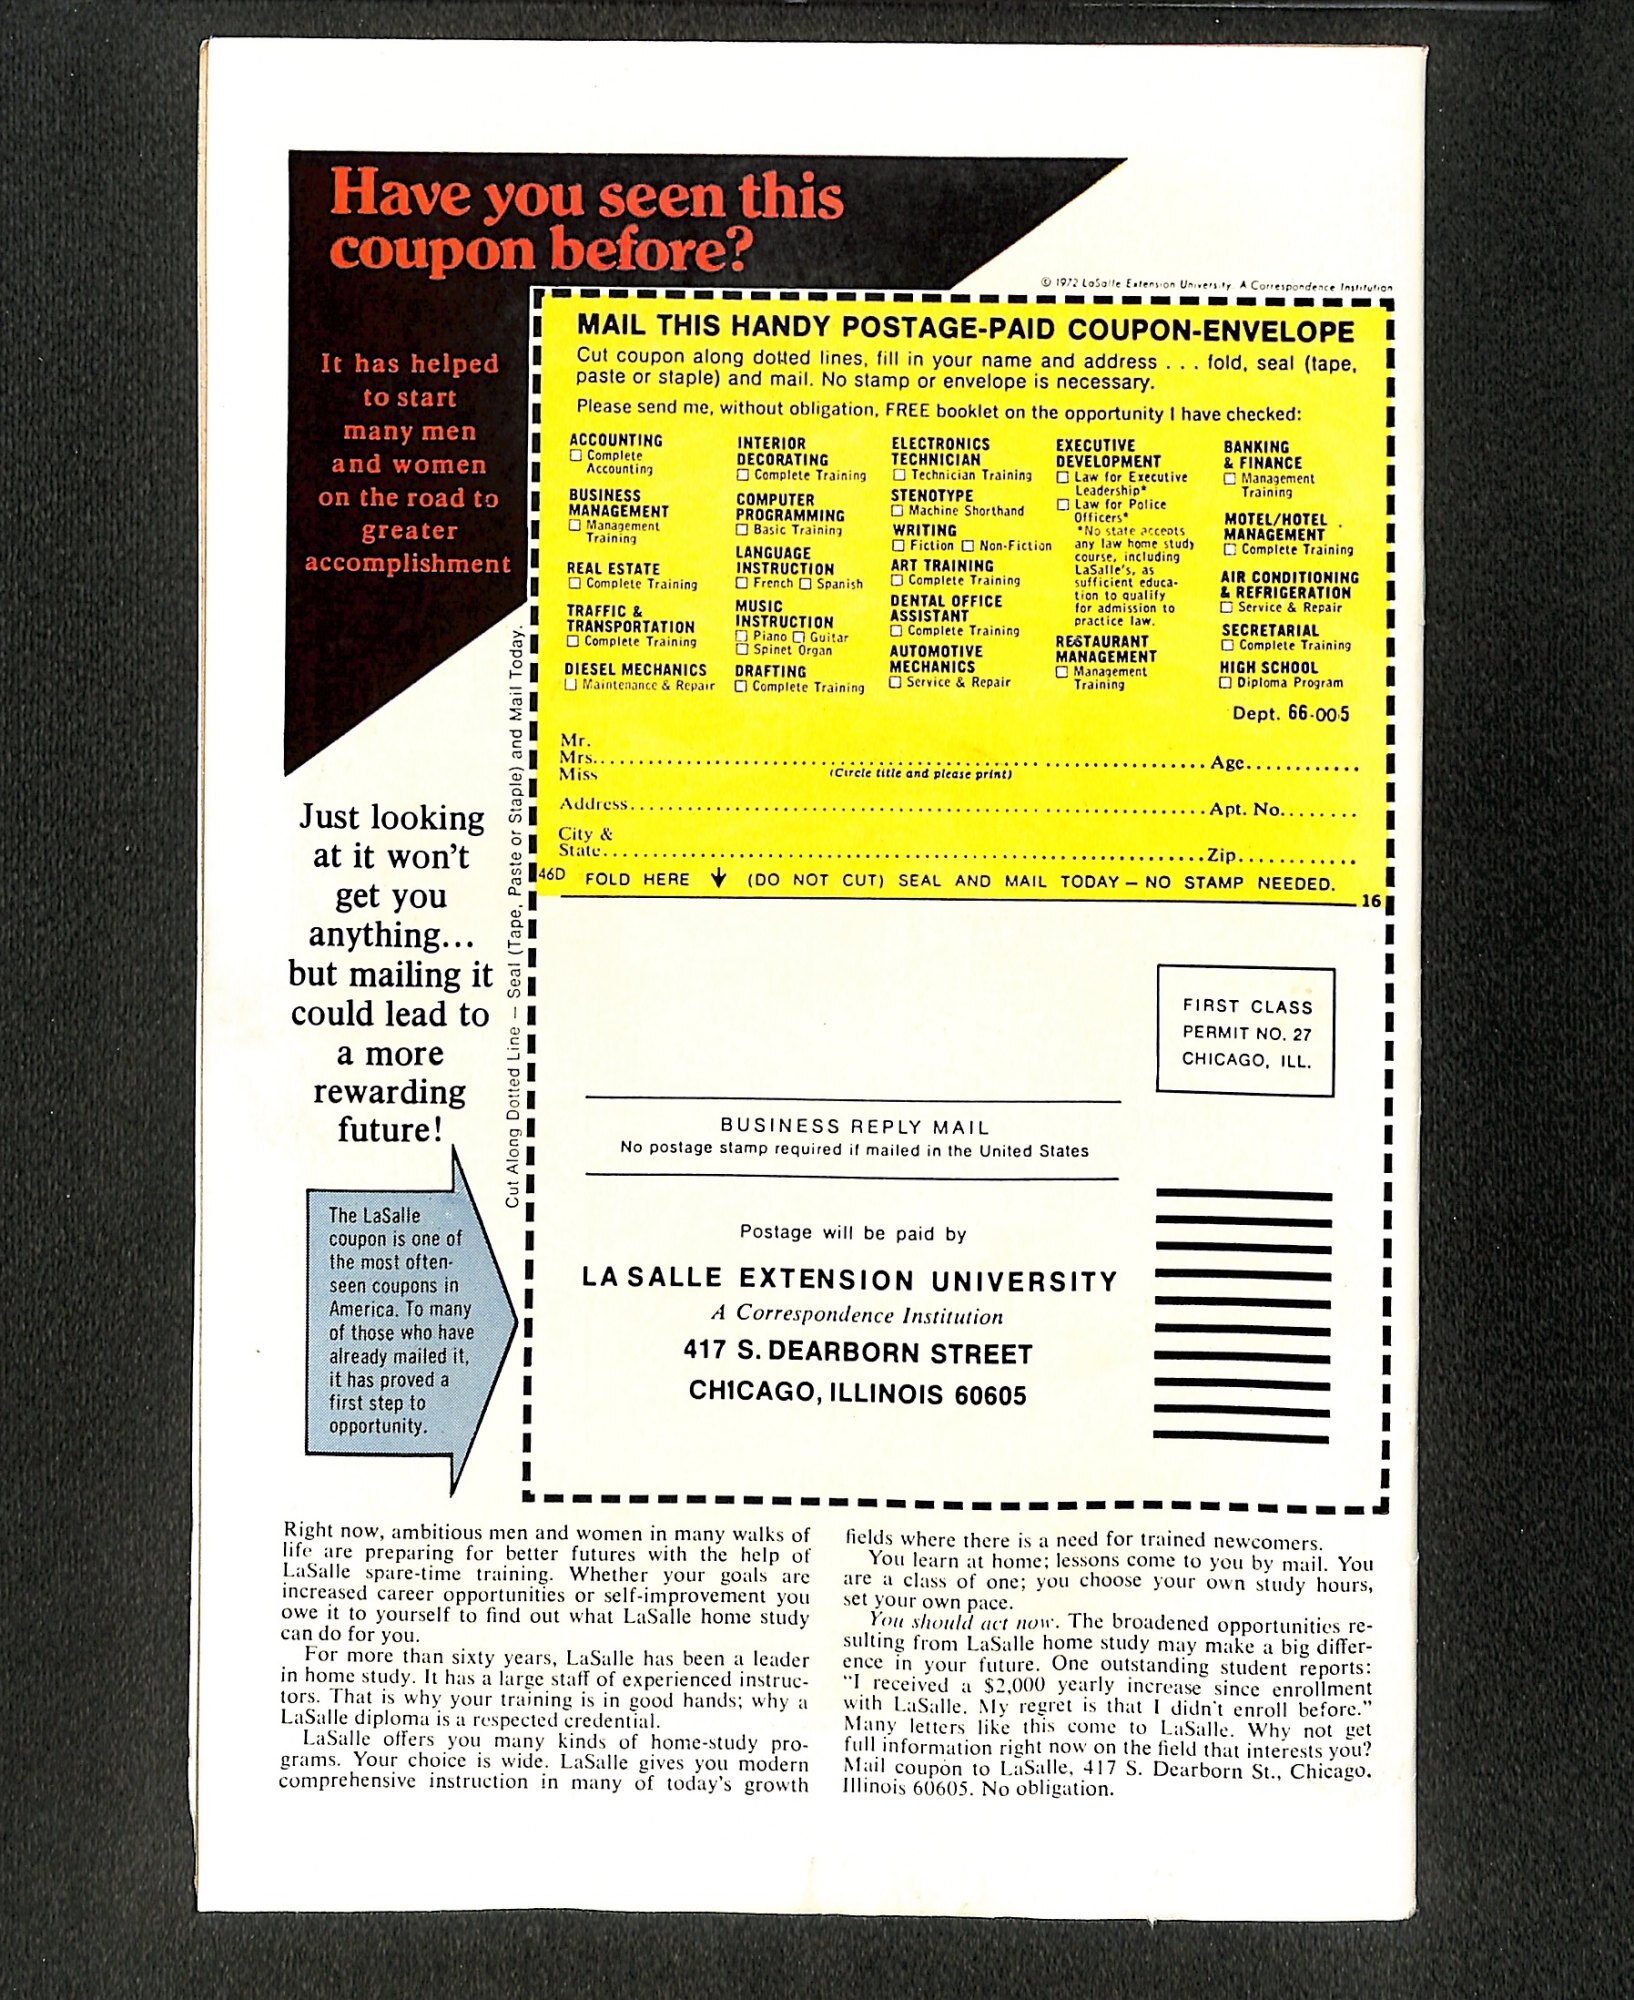 Have you seen this
coupon before?
© 1972 LaSalle Extension University. A Correspondence Institution
It has helped
to start
many men
and women
on the road to
greater
accomplishment
MAIL THIS HANDY POSTAGE-PAID COUPON-ENVELOPE
Cut coupon along dotted lines, fill in your name and address . . . fold, seal (tape,
paste or staple) and mail. No stamp or envelope is necessary.
Please send me, without obligation, FREE booklet on the opportunity I have checked:
ACCOUNTING
☐ Complete
Accounting
BUSINESS
MANAGEMENT
☐ Management
Training
REAL ESTATE
☐ Complete Training
TRAFFIC &
TRANSPORTATION
☐ Complete Training
DIESEL MECHANICS
☐ Maintenance & Repair
INTERIOR
DECORATING
☐ Complete Training
COMPUTER
PROGRAMMING
☐ Basic Training
LANGUAGE
INSTRUCTION
☐ French ☐ Spanish
MUSIC
INSTRUCTION
☐ Piano ☐ Guitar
☐ Spinet Organ
DRAFTING
☐ Complete Training
ELECTRONICS
TECHNICIAN
☐ Technician Training
STENOTYPE
☐ Machine Shorthand
WRITING
☐ Fiction ☐ Non-Fiction
ART TRAINING
☐ Complete Training
DENTAL OFFICE
ASSISTANT
☐ Complete Training
AUTOMOTIVE
MECHANICS
☐ Service & Repair
EXECUTIVE
DEVELOPMENT
☐ Law for Executive
Leadership*
☐ Law for Police
Officers*
*No state accepts
any law home study
course, including
LaSalle's, as
sufficient educa-
tion to qualify
for admission to
practice law.
RESTAURANT
MANAGEMENT
☐ Management
Training
BANKING
& FINANCE
☐ Management
Training
MOTEL/HOTEL
MANAGEMENT
☐ Complete Training
AIR CONDITIONING
& REFRIGERATION
☐ Service & Repair
SECRETARIAL
☐ Complete Training
HIGH SCHOOL
☐ Diploma Program
Dept. 66-005
Mr.
Mrs. Age
Miss (Circle title and please print)
Address Apt. No.
City &
State Zip
46D FOLD HERE ↓ (DO NOT CUT) SEAL AND MAIL TODAY — NO STAMP NEEDED.
16
Cut Along Dotted Line — Seal (Tape, Paste or Staple) and Mail Today.
Just looking
at it won't
get you
anything...
but mailing it
could lead to
a more
rewarding
future!
FIRST CLASS
PERMIT NO. 27
CHICAGO, ILL.
BUSINESS REPLY MAIL
No postage stamp required if mailed in the United States
Postage will be paid by
LA SALLE EXTENSION UNIVERSITY
A Correspondence Institution
417 S. DEARBORN STREET
CHICAGO, ILLINOIS 60605
The LaSalle
coupon is one of
the most often-
seen coupons in
America. To many
of those who have
already mailed it,
it has proved a
first step to
opportunity.
Right now, ambitious men and women in many walks of
life are preparing for better futures with the help of
LaSalle spare-time training. Whether your goals are
increased career opportunities or self-improvement you
owe it to yourself to find out what LaSalle home study
can do for you.
For more than sixty years, LaSalle has been a leader
in home study. It has a large staff of experienced instruc-
tors. That is why your training is in good hands; why a
LaSalle diploma is a respected credential.
LaSalle offers you many kinds of home-study pro-
grams. Your choice is wide. LaSalle gives you modern
comprehensive instruction in many of today's growth
fields where there is a need for trained newcomers.
You learn at home; lessons come to you by mail. You
are a class of one; you choose your own study hours,
set your own pace.
You should act now. The broadened opportunities re-
sulting from LaSalle home study may make a big differ-
ence in your future. One outstanding student reports:
"I received a $2,000 yearly increase since enrollment
with LaSalle. My regret is that I didn't enroll before."
Many letters like this come to LaSalle. Why not get
full information right now on the field that interests you?
Mail coupon to LaSalle, 417 S. Dearborn St., Chicago,
Illinois 60605. No obligation.